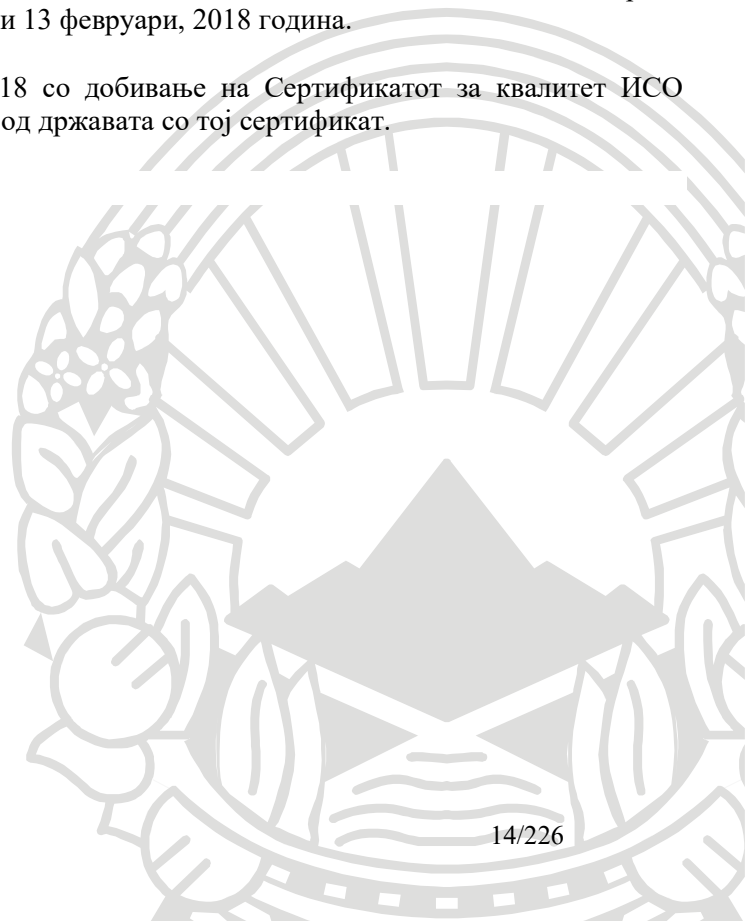 и 13 февруари, 2018 година.
18 со добивање на Сертификатот за квалитет ИСО
од државата со тој сертификат.
14/226